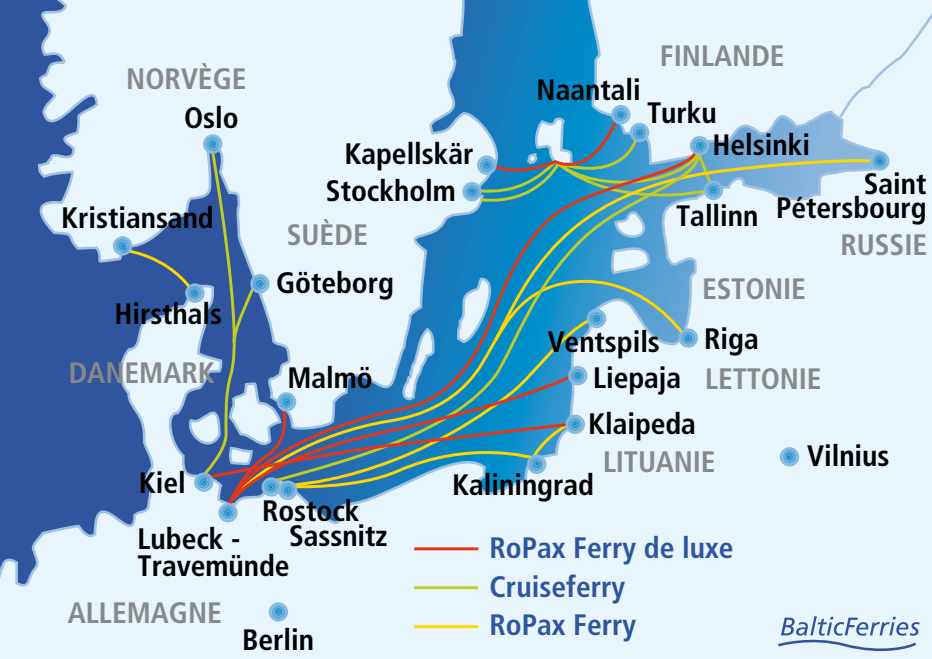 FINLANDE
NORVÈGE
Naantali
Turku
Oslo
Helsinki
Kapellskär
Stockholm
Saint
Pétersbourg
Tallinn
Kristiansand
SUÈDE
RUSSIE
Göteborg
ESTONIE
Hirsthals
Ventspils
Riga
DANEMARK
Malmö
Liepaja
LETTONIE
Klaipeda
Vilnius
LITUANIE
Kiel
Kaliningrad
Rostock
Sassnitz
Lubeck -
Travemünde
RoPax Ferry de luxe
Cruiseferry
ALLEMAGNE
RoPax Ferry
BalticFerries
Berlin